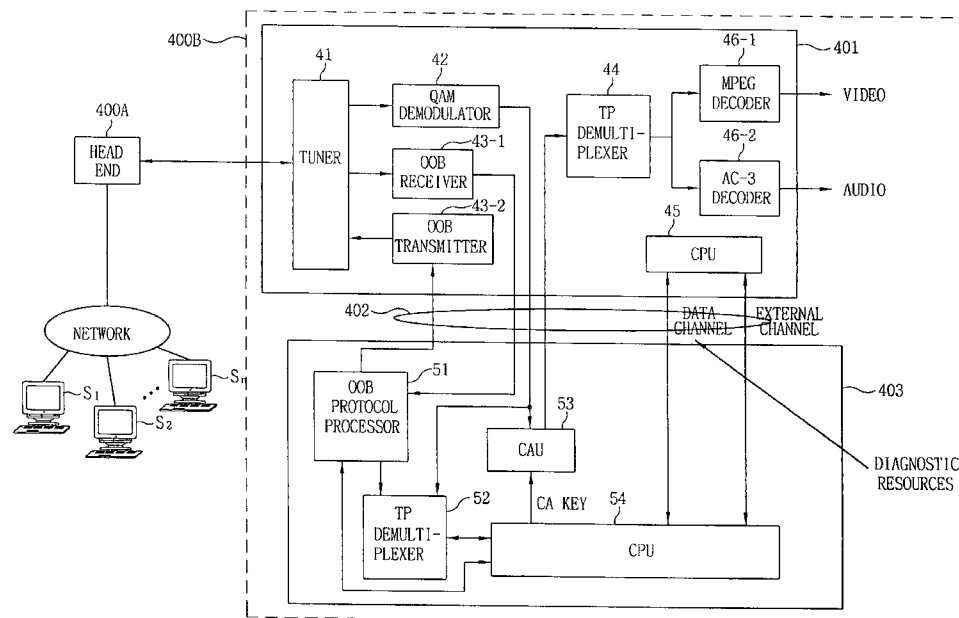 400B
401
41
TUNER
42
QAM
DEMODULATOR
43-1
OOB
RECEIVER
43-2
OOB
TRANSMITTER
44
TP
DEMULTI-
PLEXER
46-1
MPEG
DECODER
VIDEO
46-2
AC-3
DECODER
AUDIO
45
CPU
400A
HEAD
END
NETWORK
S1
S2
Sn
402
DATA
CHANNEL
EXTERNAL
CHANNEL
403
51
OOB
PROTOCOL
PROCESSOR
53
CAU
DIAGNOSTIC
RESOURCES
52
TP
DEMULTI-
PLEXER
CA KEY
54
CPU